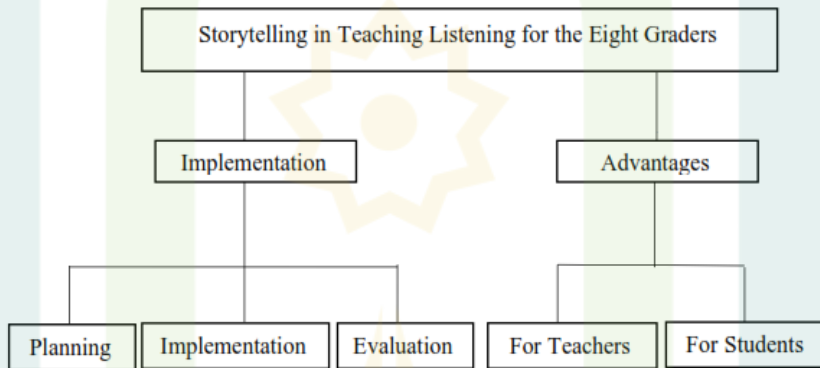 Storytelling in Teaching Listening for the Eight Graders
Implementation
Advantages
Planning
Implementation
Evaluation
For Teachers
For Students